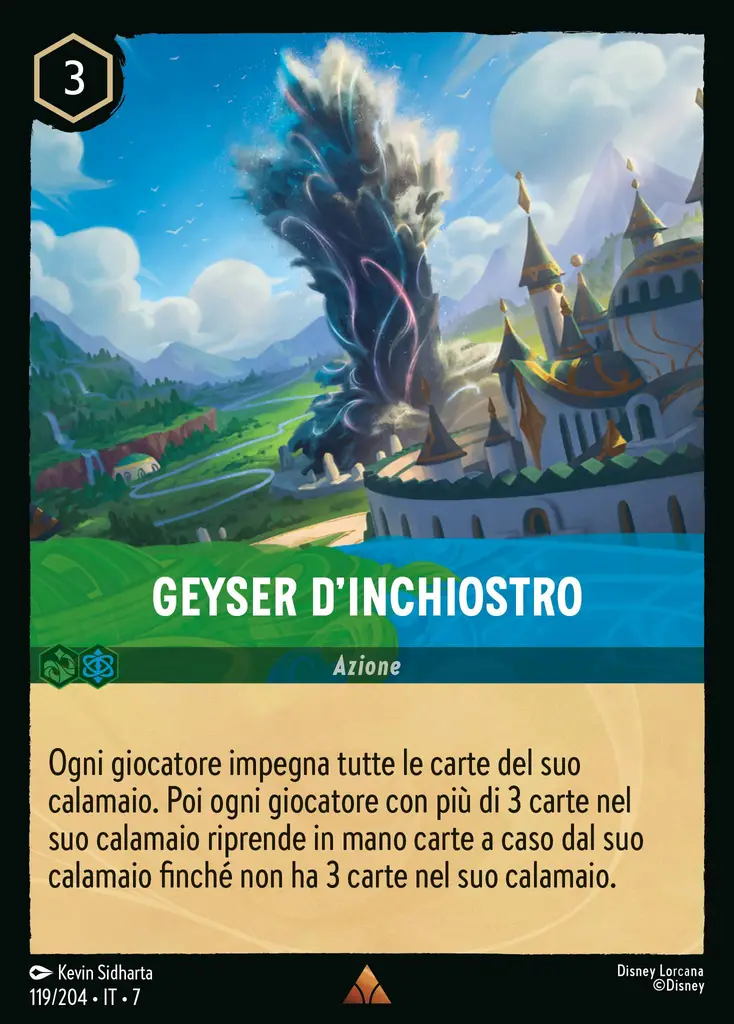 3
GEYSER D'INCHIOSTRO
Azione
Ogni giocatore impegna tutte le carte del suo
calamaio. Poi ogni giocatore con più di 3 carte nel
suo calamaio riprende in mano carte a caso dal suo
calamaio finché non ha 3 carte nel suo calamaio.
Kevin Sidharta
119/204 • IT • 7
Disney Lorcana
©Disney